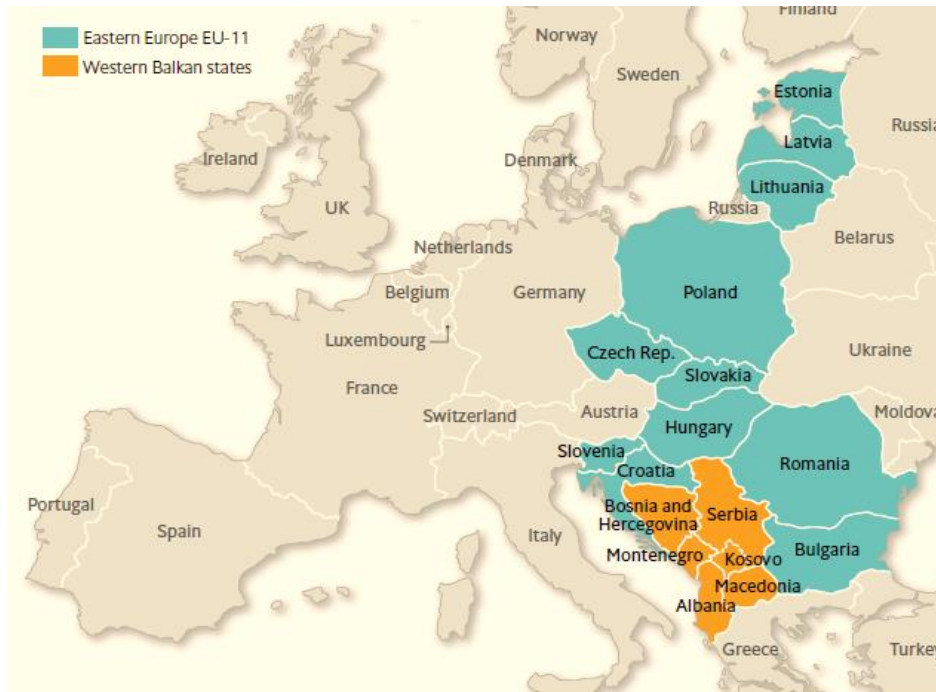 Eastern Europe EU-11
Western Balkan states
Finland
Norway
Sweden
Estonia
Russia
Latvia
Ireland
Denmark
Lithuania
UK
Russia
Belarus
Netherlands
Belgium
Germany
Poland
Luxembourg
Czech Rep.
Ukraine
France
Slovakia
Switzerland
Austria
Moldova
Hungary
Slovenia
Croatia
Romania
Portugal
Spain
Italy
Bosnia and
Hercegovina
Serbia
Montenegro
Kosovo
Bulgaria
Macedonia
Albania
Greece
Turkey